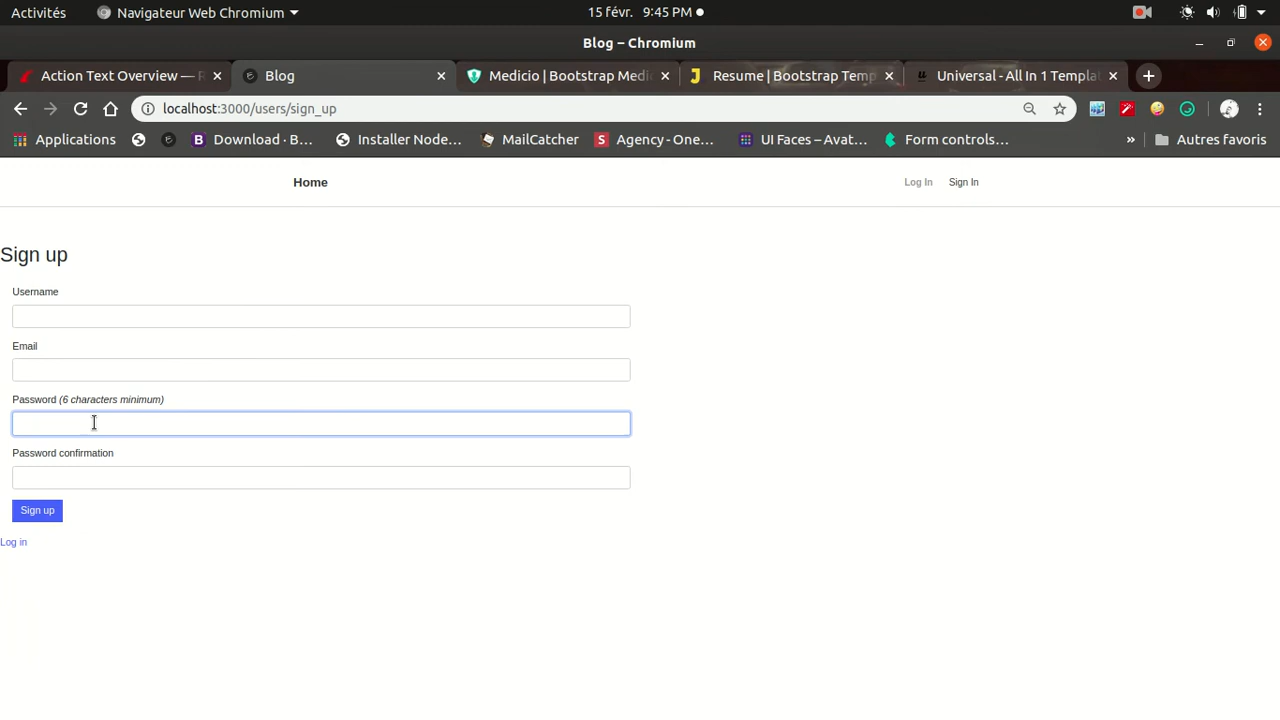 Activités Navigateur Web Chromium 15 févr. 9:45 PM
Blog – Chromium
Action Text Overview — R Blog Medicio | Bootstrap Medic Resume | Bootstrap Temp Universal - All In 1 Templat
localhost:3000/users/sign_up
Applications Download · B... Installer Node... MailCatcher S Agency - One... UI Faces – Avat... Form controls... » Autres favoris
Home Log In Sign In
Sign up
Username
Email
Password (6 characters minimum)
Password confirmation
Sign up
Log in